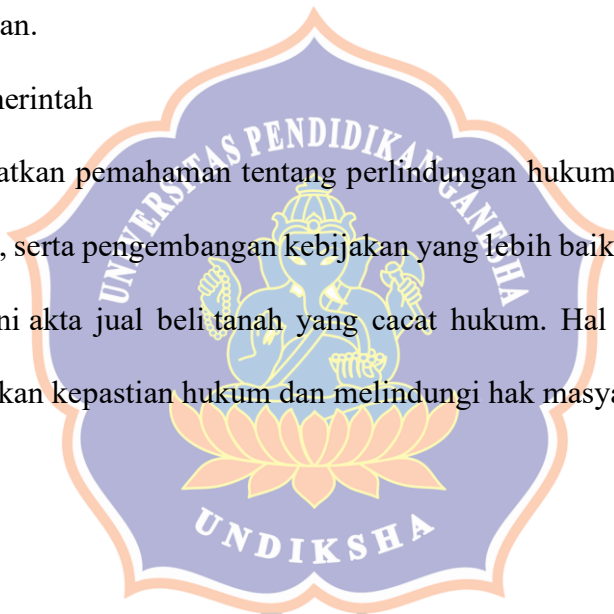 an.
nerintah
UNIVERSITAS PENDIDIKAN GANESHA
atkan pemahaman tentang perlindungan hukum
, serta pengembangan kebijakan yang lebih baik
ni akta jual beli tanah yang cacat hukum. Hal
kan kepastian hukum dan melindungi hak masya
UNDIKSHA